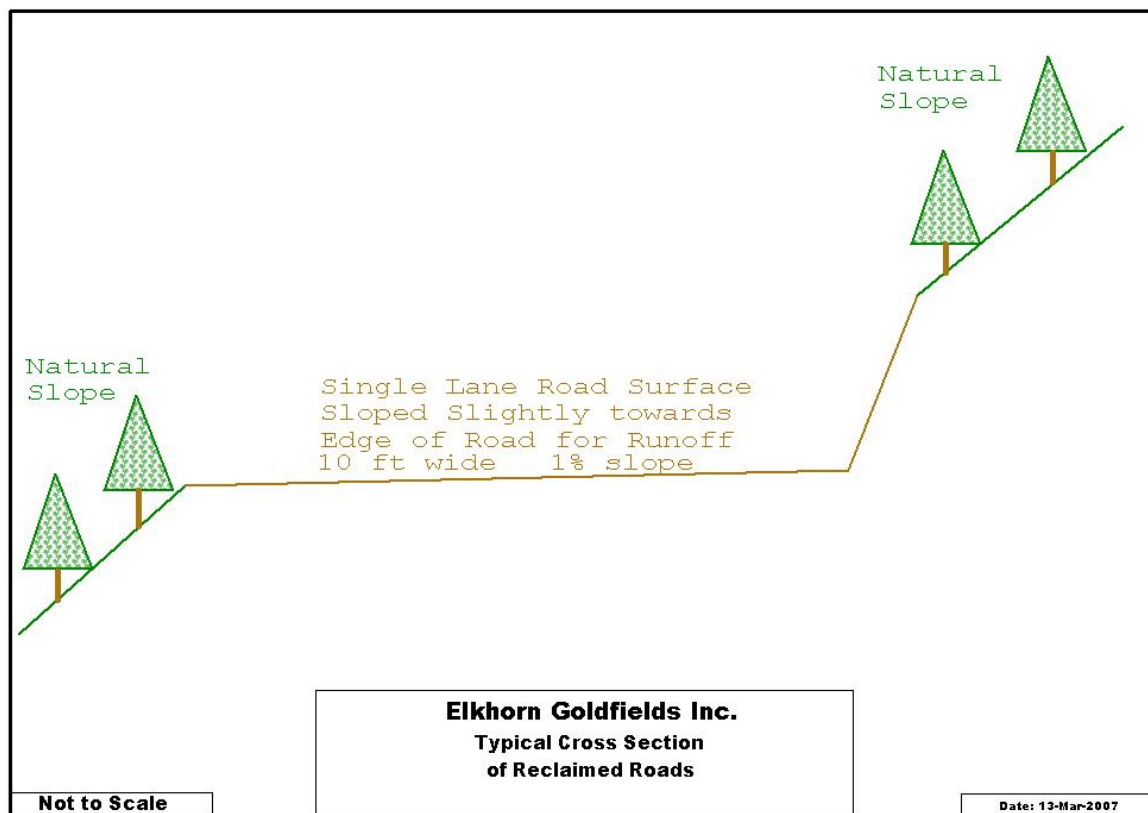 Natural
Slope
Natural
Slope
Single Lane Road Surface
Sloped Slightly towards
Edge of Road for Runoff
10 ft wide 1% slope
Elkhorn Goldfields Inc.
Typical Cross Section
of Reclaimed Roads
Not to Scale
Date: 13-Mar-2007